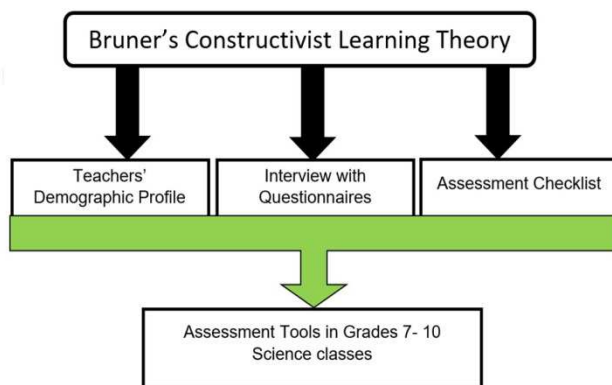 Bruner's Constructivist Learning Theory
Teachers'
Demographic Profile
Interview with
Questionnaires
Assessment Checklist
Assessment Tools in Grades 7- 10
Science classes